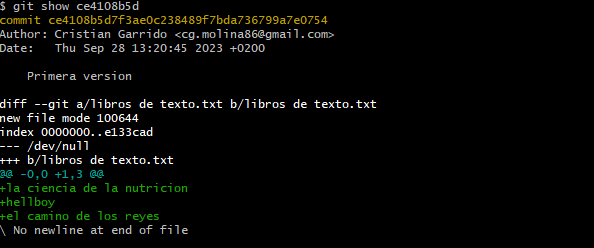 $ git show ce4108b5d
commit ce4108b5d7f3ae0c238489f7bda736799a7e0754
Author: Cristian Garrido <cg.molina86@gmail.com>
Date:   Thu Sep 28 13:20:45 2023 +0200
    Primera version
diff --git a/libros de texto.txt b/libros de texto.txt
new file mode 100644
index 0000000..e133cad
--- /dev/null
+++ b/libros de texto.txt
@@ -0,0 +1,3 @@
+la ciencia de la nutricion
+hellboy
+el camino de los reyes
\ No newline at end of file